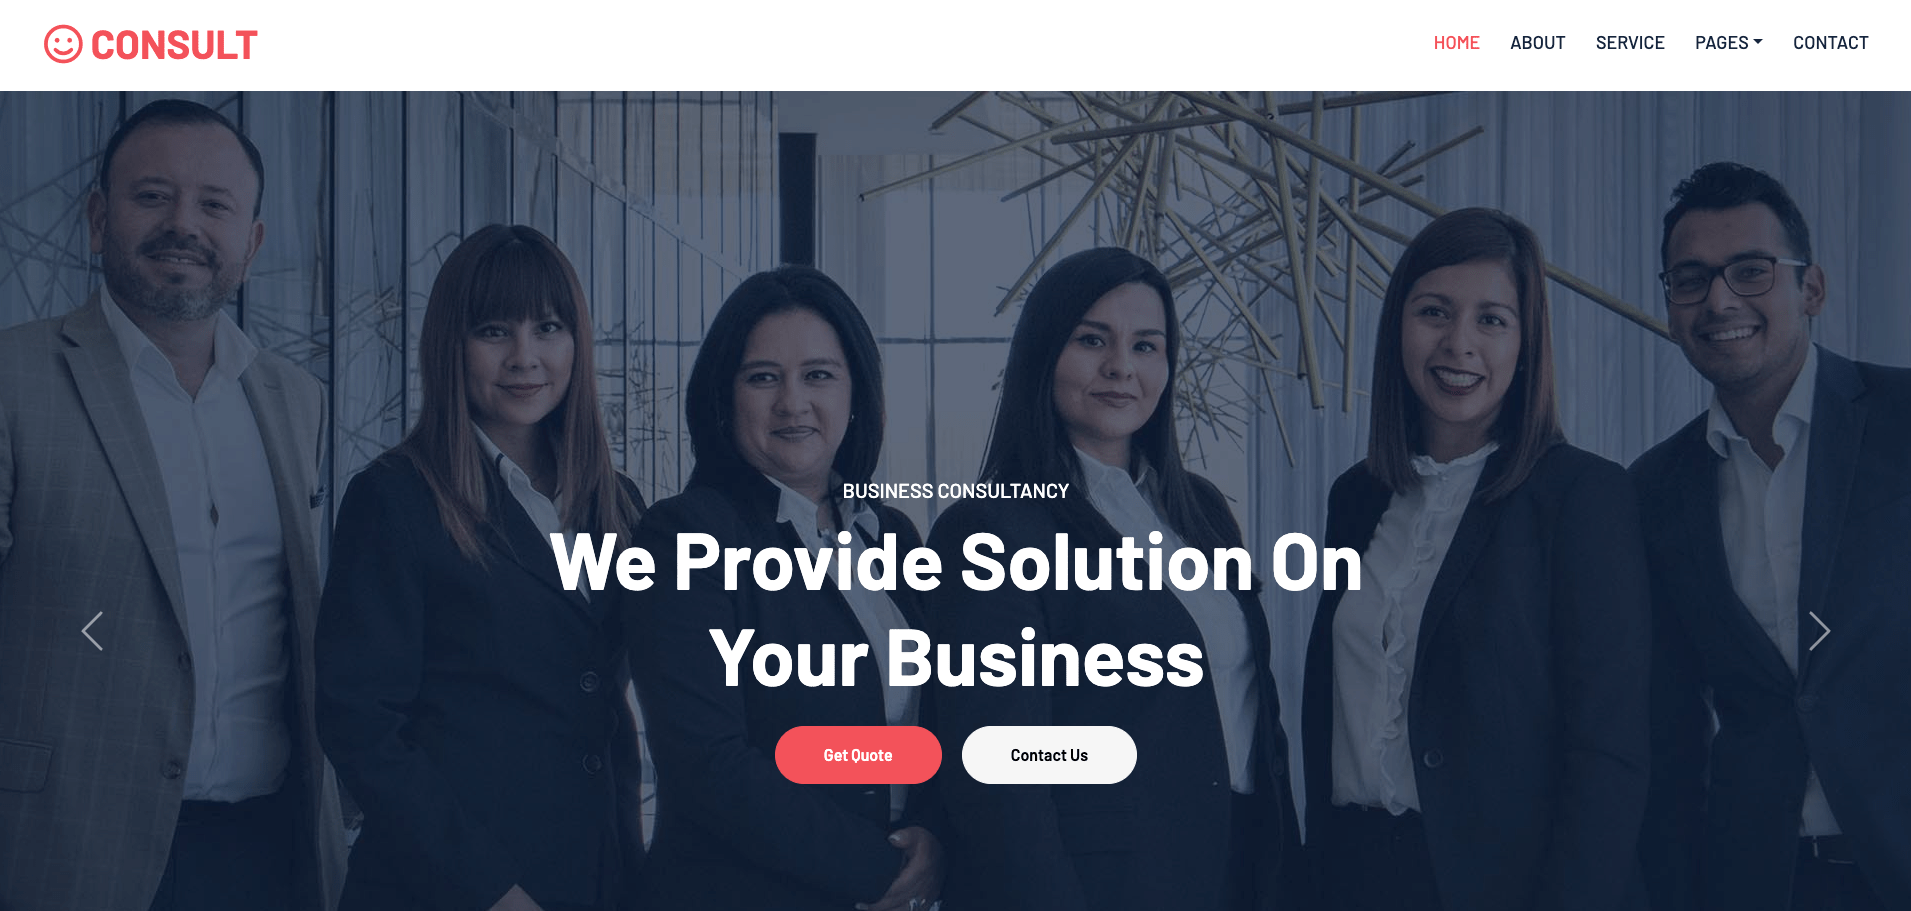 CONSULT
HOME ABOUT SERVICE PAGES CONTACT
BUSINESS CONSULTANCY
We Provide Solution On
Your Business
Get Quote Contact Us